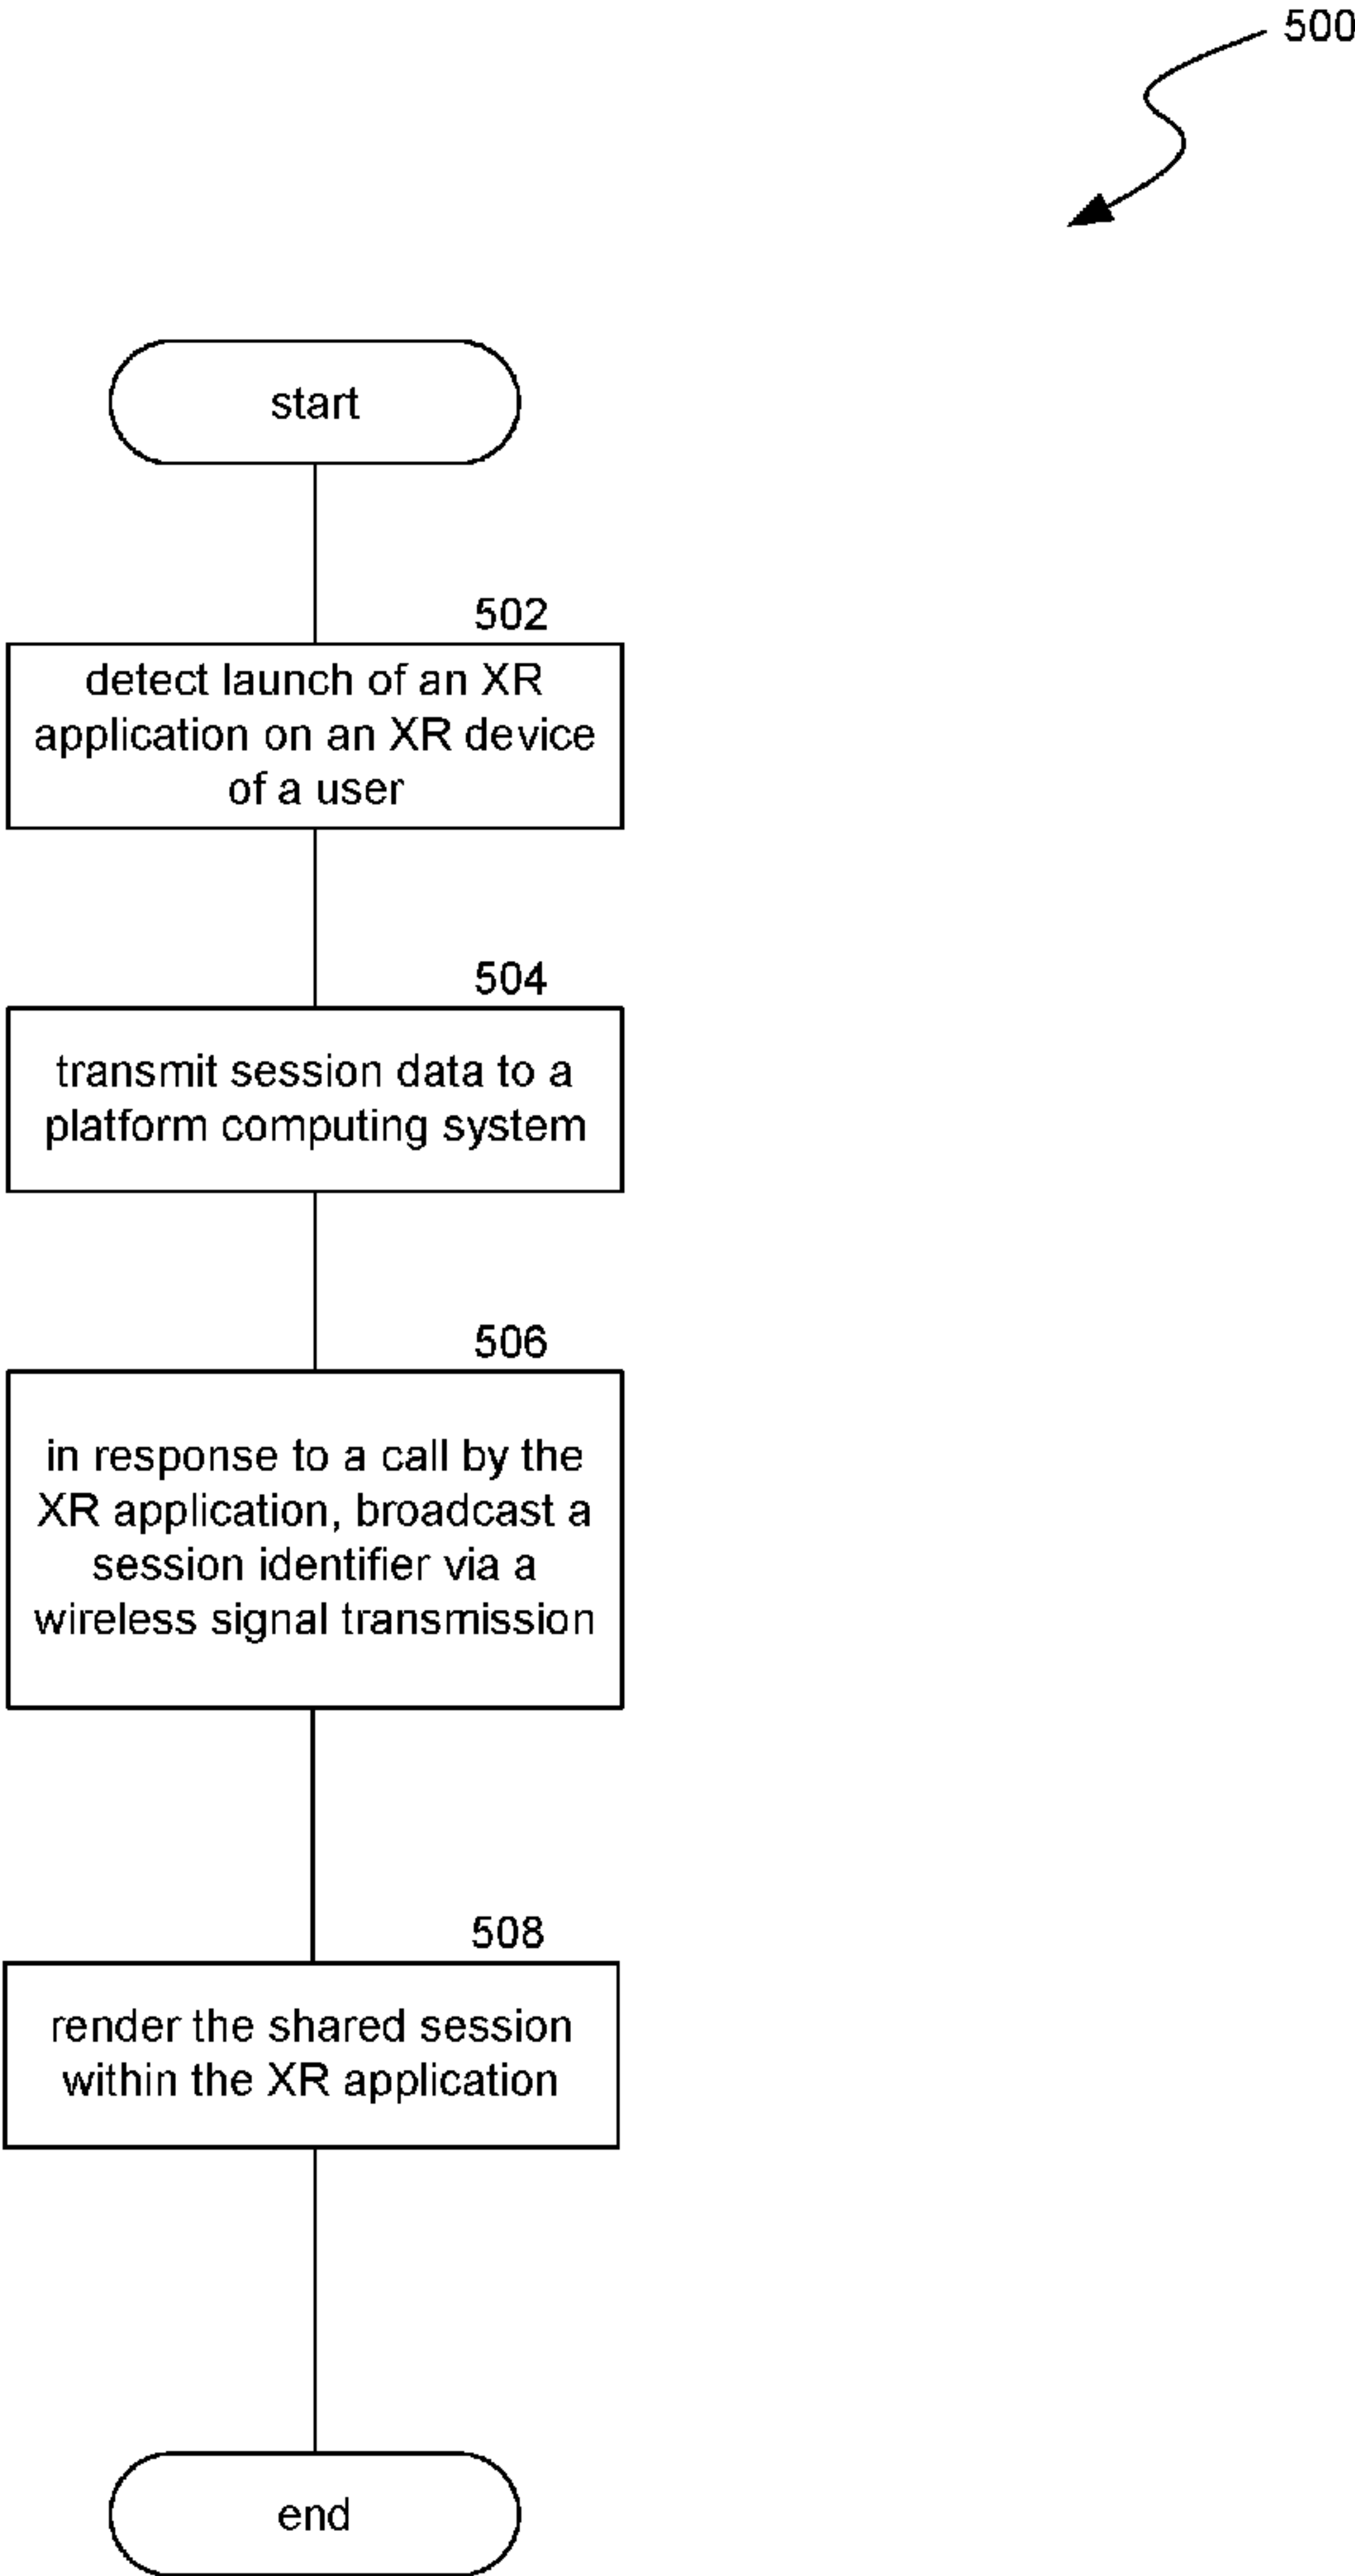 500
start
502
detect launch of an XR
application on an XR device
of a user
504
transmit session data to a
platform computing system
506
in response to a call by the
XR application, broadcast a
session identifier via a
wireless signal transmission
508
render the shared session
within the XR application
end